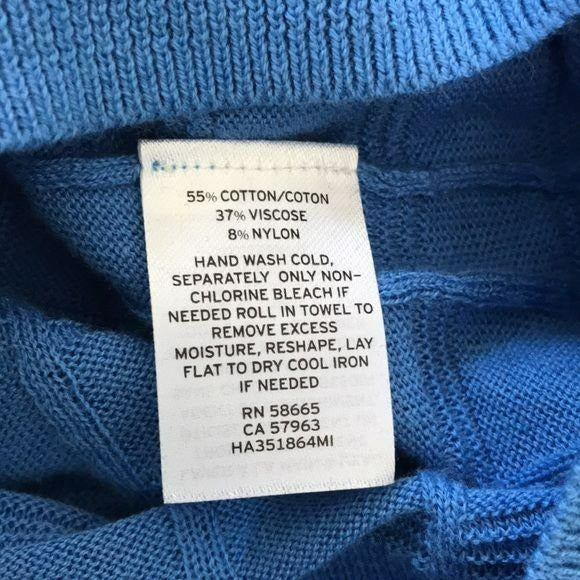 55% COTTON/COTON
37% VISCOSE
8% NYLON
HAND WASH COLD,
SEPARATELY ONLY NON-
CHLORINE BLEACH IF
NEEDED ROLL IN TOWEL TO
REMOVE EXCESS
MOISTURE, RESHAPE, LAY
FLAT TO DRY COOL IRON
IF NEEDED
RN 58665
CA 57963
HA351864MI